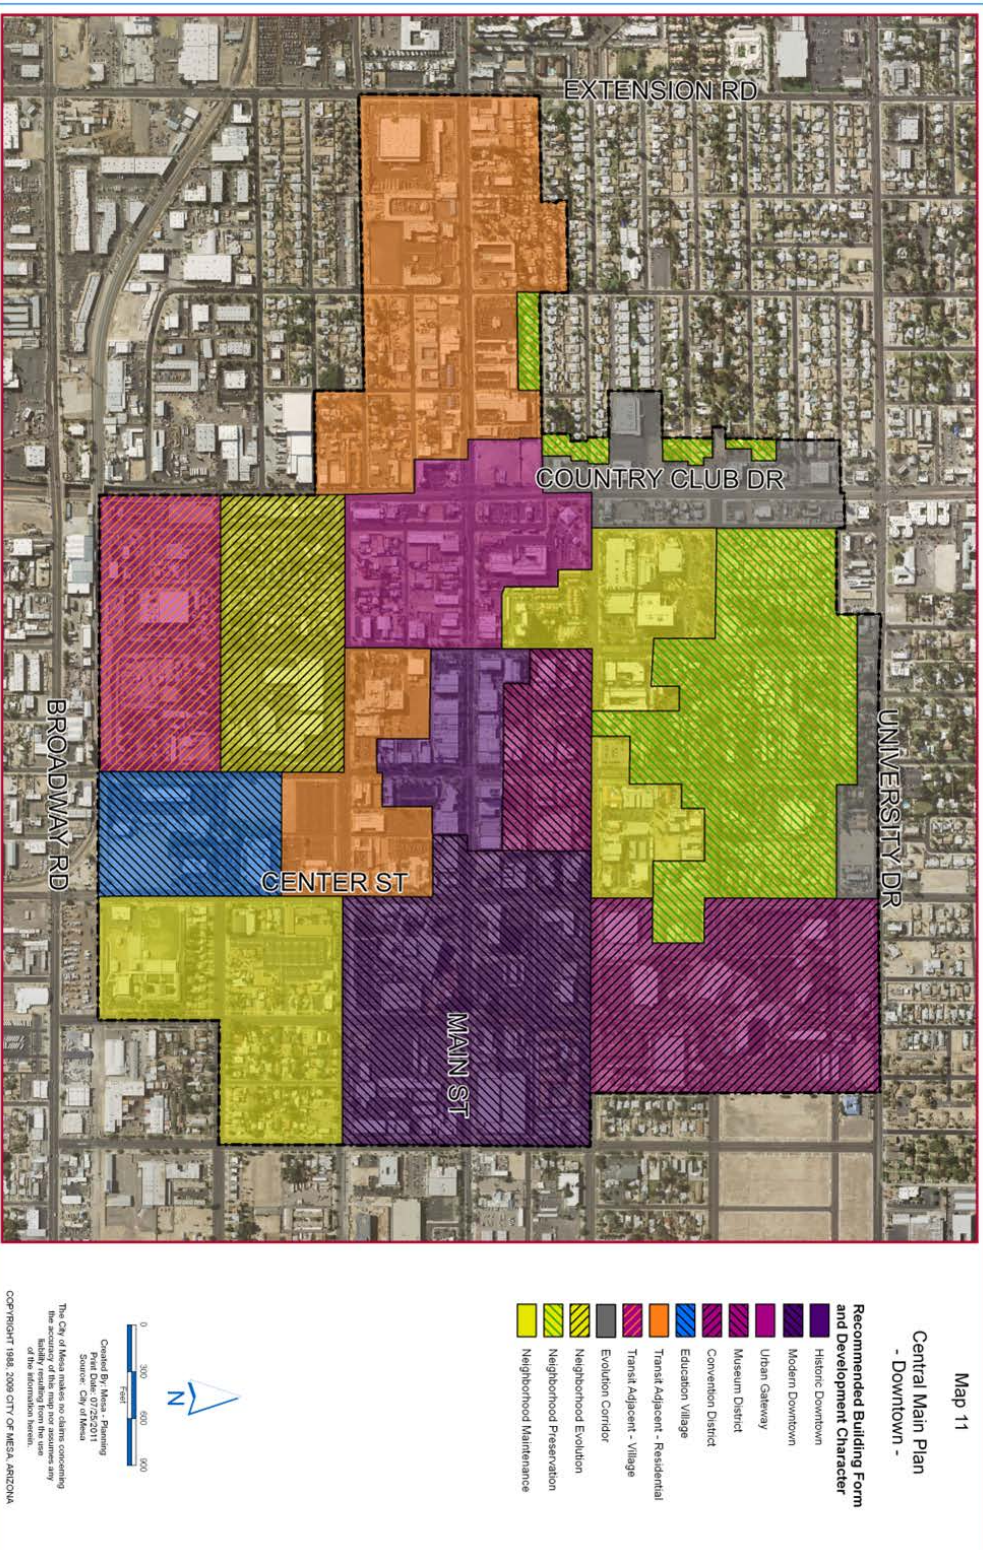 Map 11
Central Main Plan
- Downtown -
Recommended Building Form
and Development Character
Historic Downtown
Modern Downtown
Urban Gateway
Museum District
Convention District
Education Village
Transit Adjacent - Residential
Transit Adjacent - Village
Evolution Corridor
Neighborhood Evolution
Neighborhood Preservation
Neighborhood Maintenance
EXTENSION RD
COUNTRY CLUB DR
UNIVERSITY DR
CENTER ST
MAIN ST
BROADWAY RD
N
0 300 600 900
Feet
Created By: Mesa - Planning
Print Date: 07/25/2011
Source: City of Mesa
The City of Mesa makes no claims concerning
the accuracy of this map nor assumes any
liability resulting from the use
of the information herein.
COPYRIGHT 1988, 2009 CITY OF MESA, ARIZONA